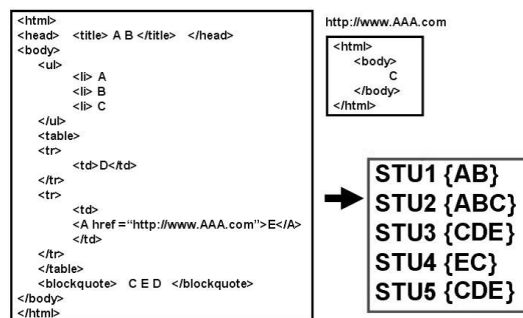 <html>
<head> <title> A B </title> </head>
<body>
<ul>
<li> A
<li> B
<li> C
</ul>
<table>
<tr>
<td>D</td>
</tr>
<tr>
<td>
<A href =“http://www.AAA.com”>E</A>
</td>
</tr>
</table>
<blockquote> C E D </blockquote>
</body>
</html>
http://www.AAA.com
<html>
<body>
C
</body>
</html>
STU1 {AB}
STU2 {ABC}
STU3 {CDE}
STU4 {EC}
STU5 {CDE}